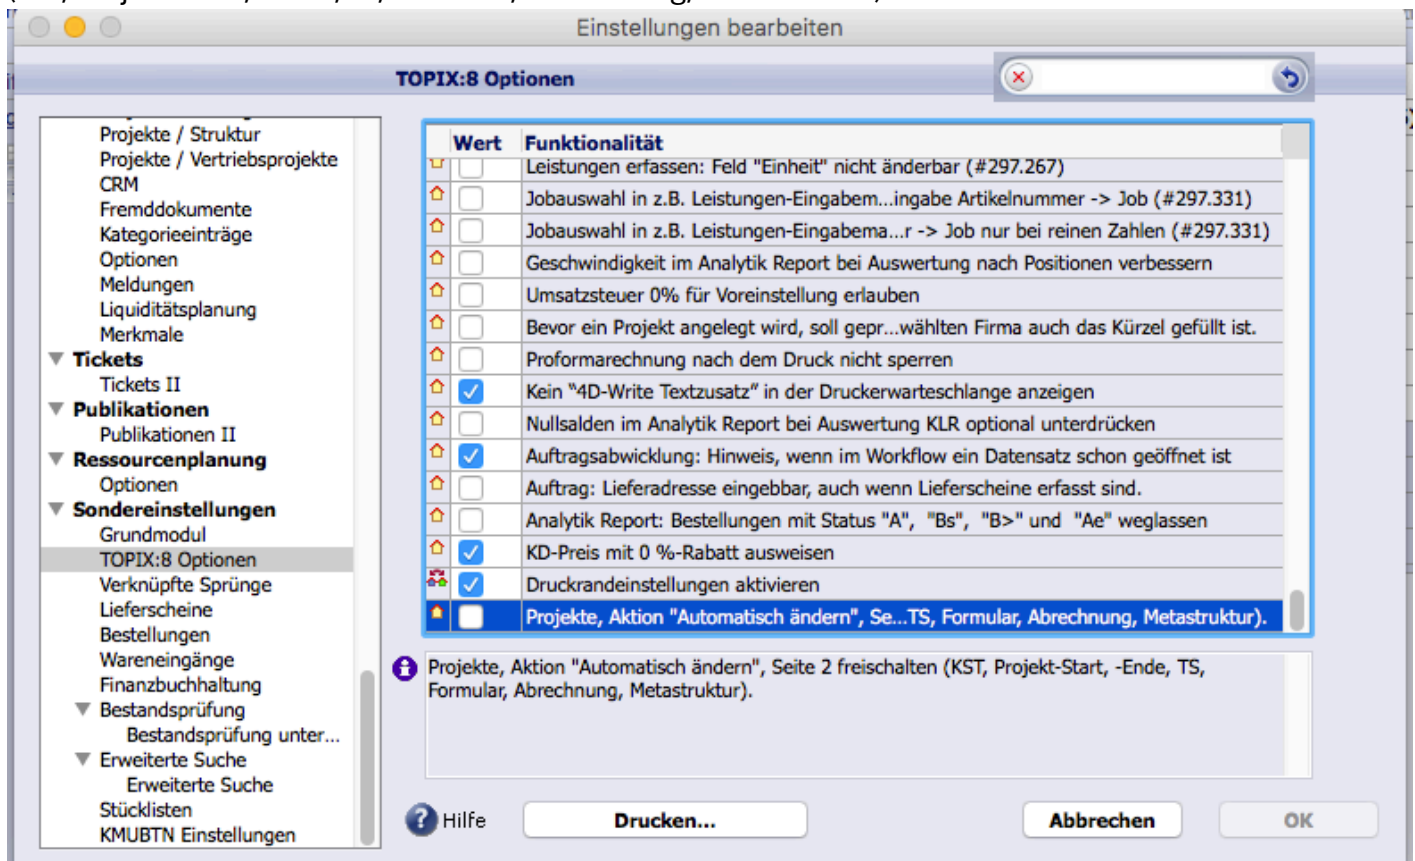 Einstellungen bearbeiten
TOPIX:8 Optionen
Projekte / Struktur
Projekte / Vertriebsprojekte
CRM
Fremddokumente
Kategorieeinträge
Optionen
Meldungen
Liquiditätsplanung
Merkmale
Tickets
Tickets II
Publikationen
Publikationen II
Ressourcenplanung
Optionen
Sondereinstellungen
Grundmodul
TOPIX:8 Optionen
Verknüpfte Sprünge
Lieferscheine
Bestellungen
Wareneingänge
Finanzbuchhaltung
Bestandsprüfung
Bestandsprüfung unter...
Erweiterte Suche
Erweiterte Suche
Stücklisten
KMUBTN Einstellungen
Wert Funktionalität
Leistungen erfassen: Feld "Einheit" nicht änderbar (#297.267)
Jobauswahl in z.B. Leistungen-Eingabem...ingabe Artikelnummer -> Job (#297.331)
Jobauswahl in z.B. Leistungen-Eingabema...r -> Job nur bei reinen Zahlen (#297.331)
Geschwindigkeit im Analytik Report bei Auswertung nach Positionen verbessern
Umsatzsteuer 0% für Voreinstellung erlauben
Bevor ein Projekt angelegt wird, soll gepr...wählten Firma auch das Kürzel gefüllt ist.
Proformarechnung nach dem Druck nicht sperren
Kein “4D-Write Textzusatz” in der Druckerwarteschlange anzeigen
Nullsalden im Analytik Report bei Auswertung KLR optional unterdrücken
Auftragsabwicklung: Hinweis, wenn im Workflow ein Datensatz schon geöffnet ist
Auftrag: Lieferadresse eingebbar, auch wenn Lieferscheine erfasst sind.
Analytik Report: Bestellungen mit Status "A", "Bs", "B>" und "Ae" weglassen
KD-Preis mit 0 %-Rabatt ausweisen
Druckrandeinstellungen aktivieren
Projekte, Aktion "Automatisch ändern", Se...TS, Formular, Abrechnung, Metastruktur).
Projekte, Aktion "Automatisch ändern", Seite 2 freischalten (KST, Projekt-Start, -Ende, TS,
Formular, Abrechnung, Metastruktur).
Hilfe
Drucken...
Abbrechen
OK